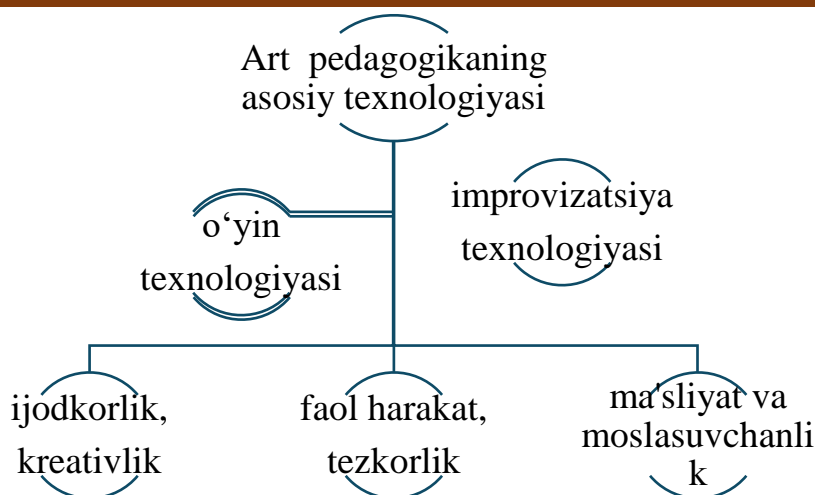 Art pedagogikaning
asosiy texnologiyasi
o‘yin
texnologiyasi
improvizatsiya
texnologiyasi
ijodkorlik,
kreativlik
faol harakat,
tezkorlik
ma'sliyat va
moslasuvchanli
k